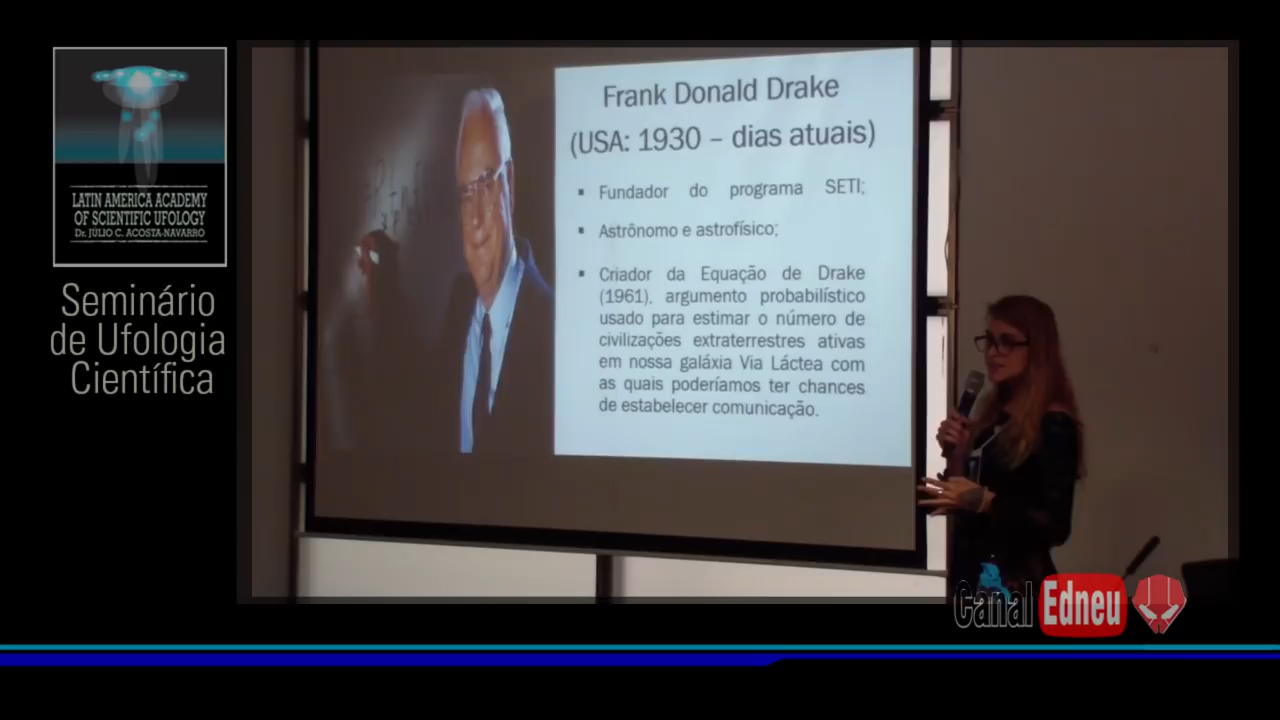 LATIN AMERICA ACADEMY
OF SCIENTIFIC UFOLOGY
Dr. JÚLIO C. ACOSTA-NAVARRO
Seminário
de Ufologia
Científica
Frank Donald Drake
(USA: 1930 – dias atuais)
▪ Fundador do programa SETI;
▪ Astrônomo e astrofísico;
▪ Criador da Equação de Drake
(1961), argumento probabilístico
usado para estimar o número de
civilizações extraterrestres ativas
em nossa galáxia Via Láctea com
as quais poderíamos ter chances
de estabelecer comunicação.
Canal Edneu